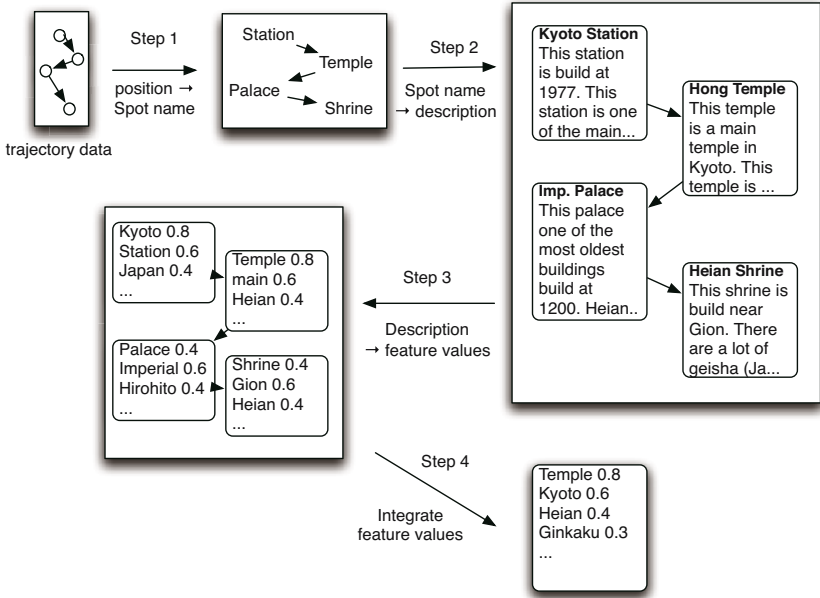 trajectory data
Step 1
position →
Spot name
Station
Temple
Palace
Shrine
Step 2
Spot name
→ description
Kyoto Station
This station
is build at
1977. This
station is one
of the main...
Hong Temple
This temple
is a main
temple in
Kyoto. This
temple is ...
Imp. Palace
This palace
one of the
most oldest
buildings
build at
1200. Heian..
Heian Shrine
This shrine is
build near
Gion. There
are a lot of
geisha (Ja...
Step 3
Description
→ feature values
Kyoto 0.8
Station 0.6
Japan 0.4
...
Temple 0.8
main 0.6
Heian 0.4
...
Palace 0.4
Imperial 0.6
Hirohito 0.4
...
Shrine 0.4
Gion 0.6
Heian 0.4
...
Step 4
Integrate
feature values
Temple 0.8
Kyoto 0.6
Heian 0.4
Ginkaku 0.3
...